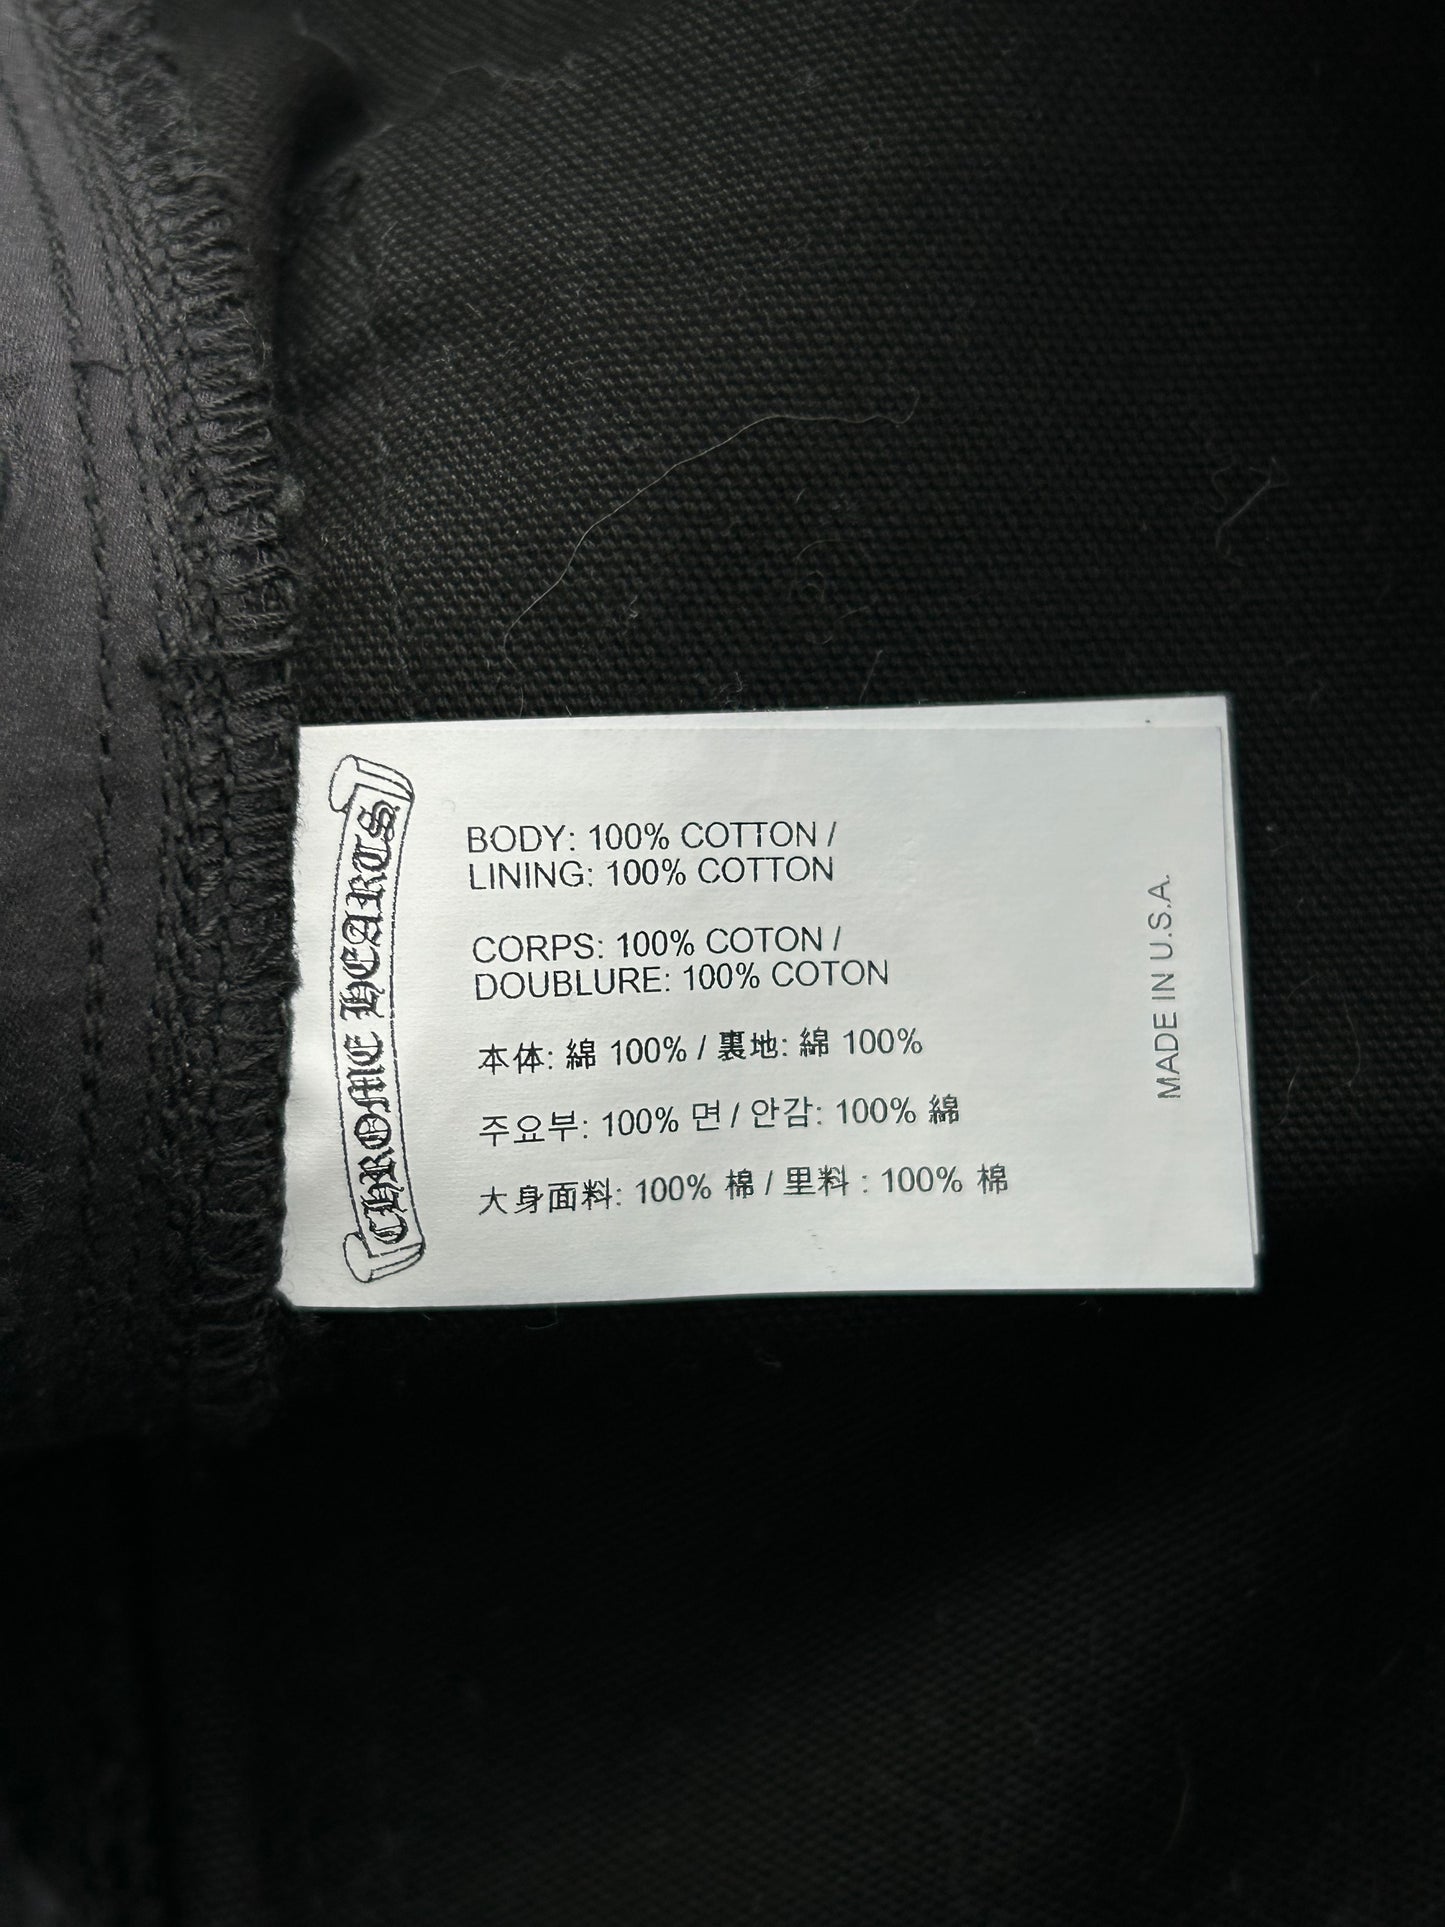 CHROME HEARTS
BODY: 100% COTTON /
LINING: 100% COTTON
CORPS: 100% COTON /
DOUBLURE: 100% COTON
本体: 綿 100% / 裏地: 綿 100%
주요부: 100% 면 / 안감: 100% 綿
大身面料: 100% 棉 / 里料 : 100% 棉
MADE IN U.S.A.